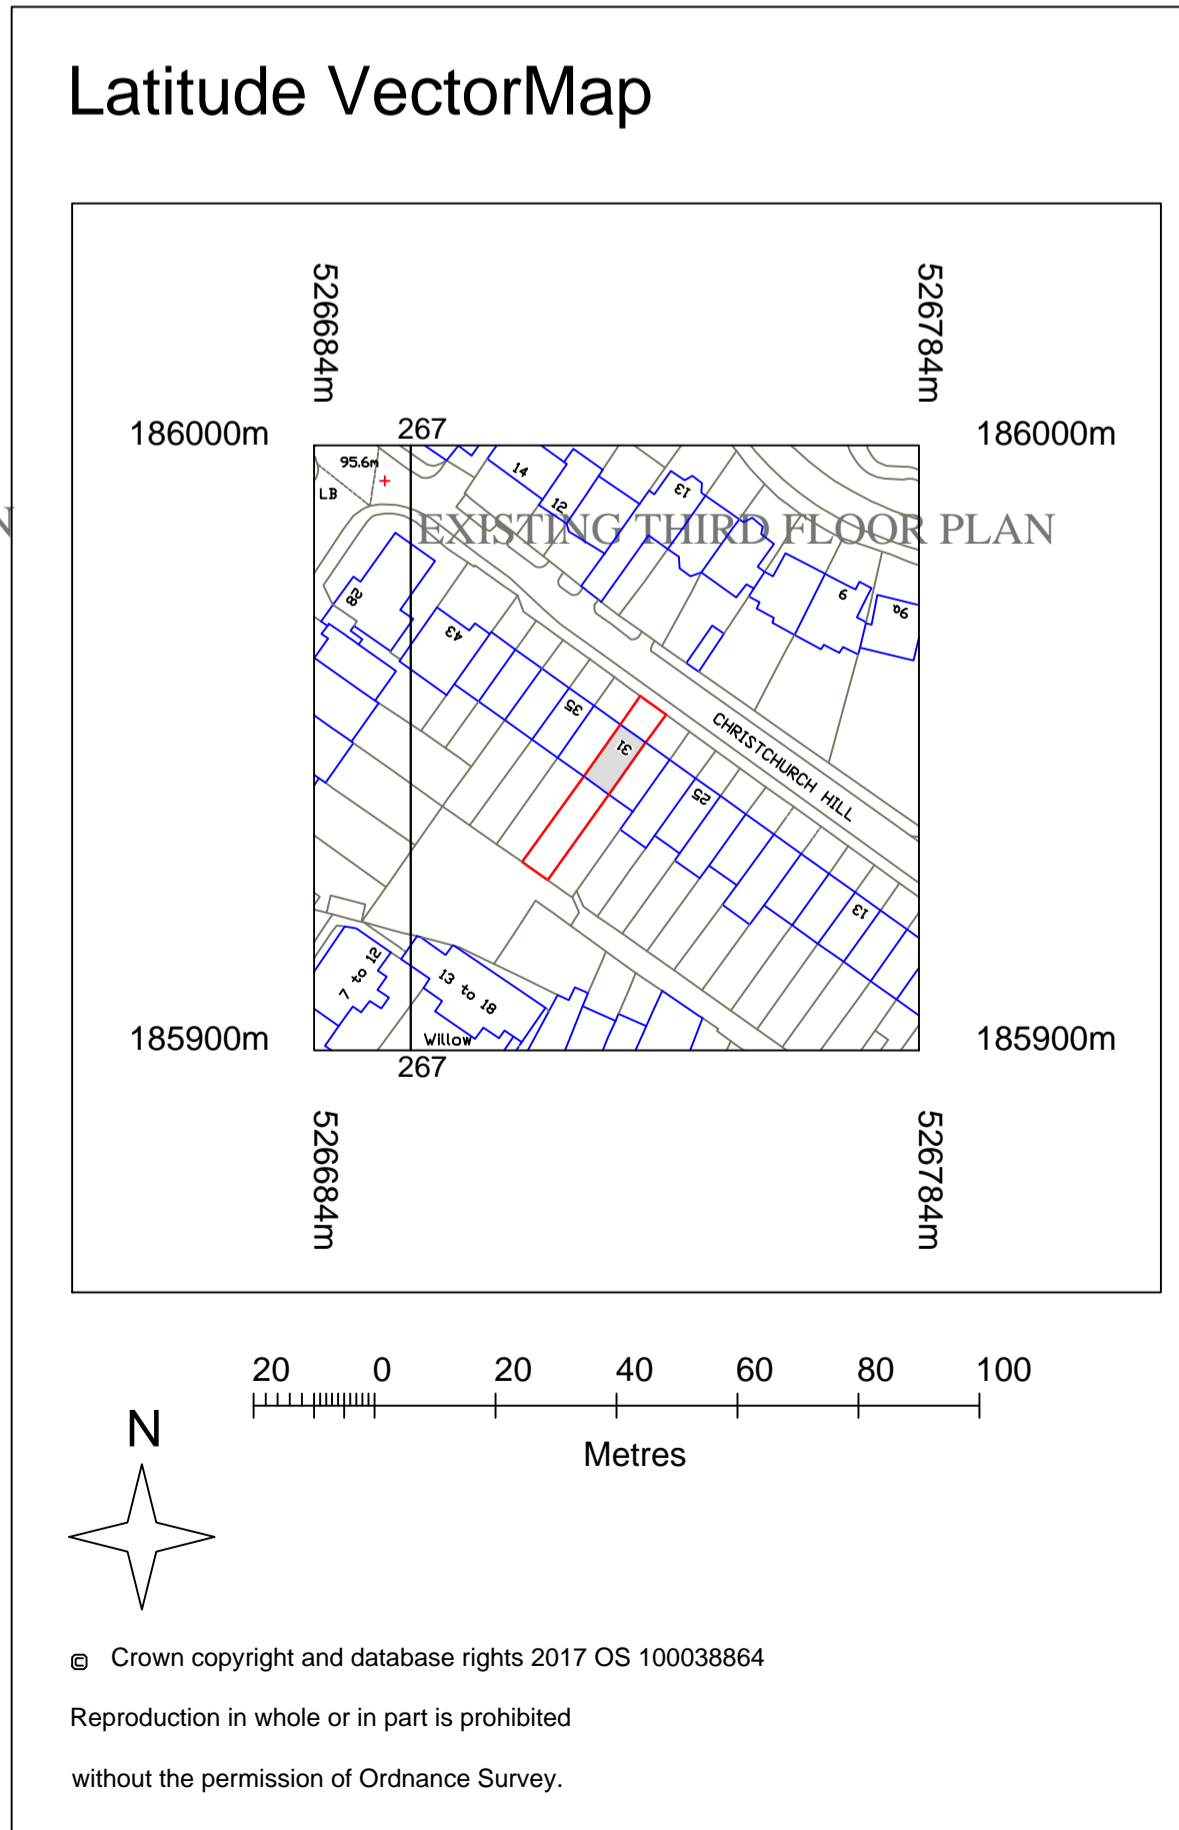 Latitude VectorMap
526684m
526784m
186000m
267
186000m
95.6m
LB
14
12
13
N
EXISTING THIRD FLOOR PLAN
28
43
9
9a
35
31
CHRISTCHURCH HILL
25
13
7 to 12
13 to 18
Willow
185900m
267
185900m
526684m
526784m
20 0 20 40 60 80 100
Metres
N
© Crown copyright and database rights 2017 OS 100038864
Reproduction in whole or in part is prohibited
without the permission of Ordnance Survey.